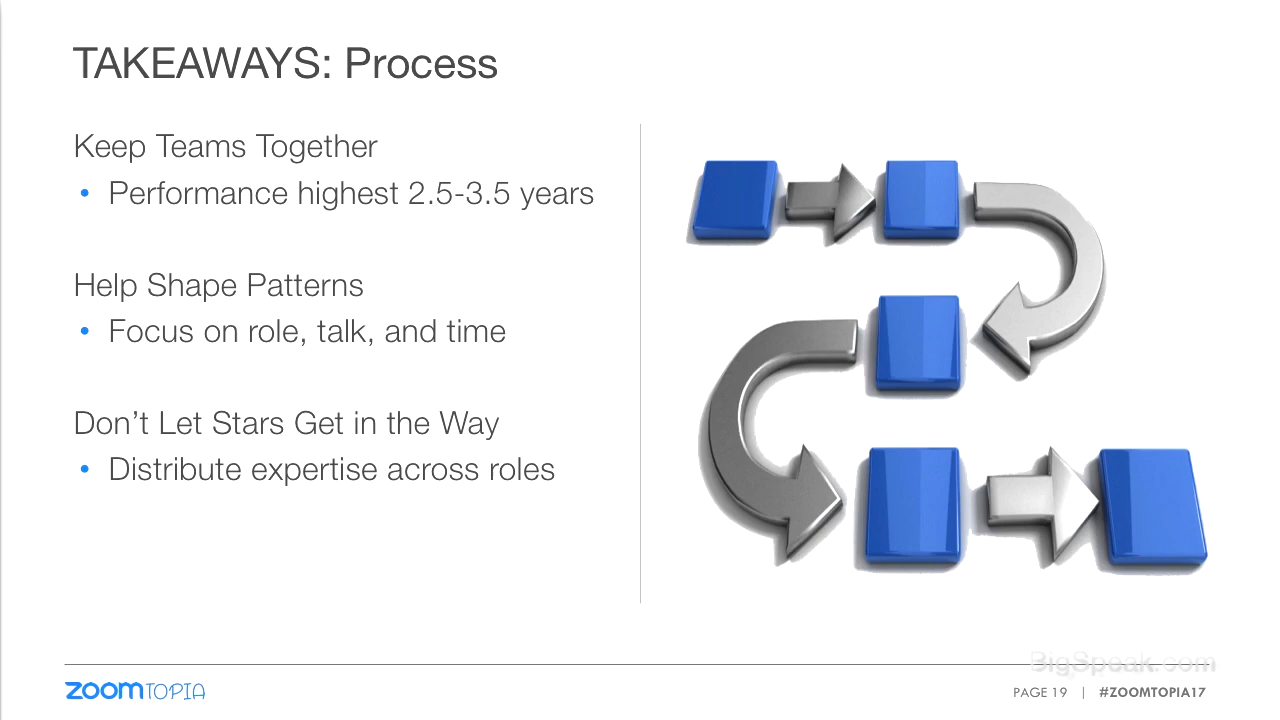 TAKEAWAYS: Process
Keep Teams Together
• Performance highest 2.5-3.5 years
Help Shape Patterns
• Focus on role, talk, and time
Don’t Let Stars Get in the Way
• Distribute expertise across roles
BigSpeak.com
zoomTOPIA
PAGE 19 | #ZOOMTOPIA17